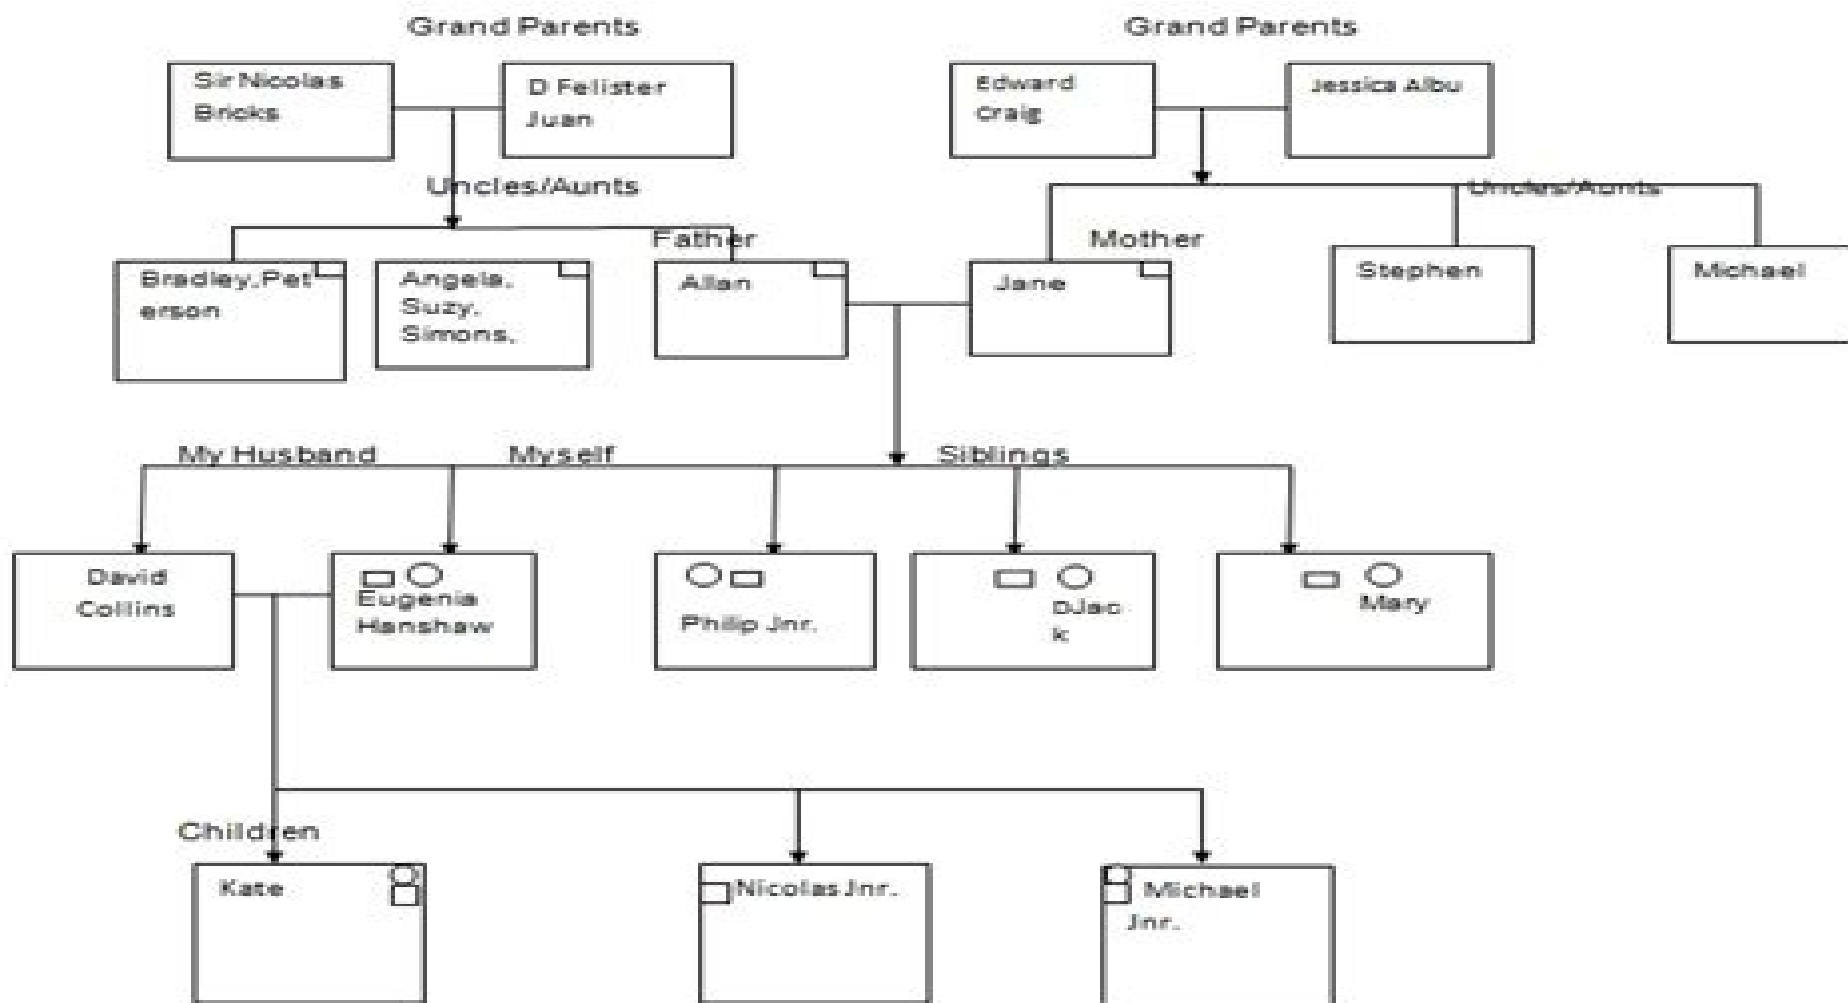 Grand Parents
Grand Parents
Sir Nicolas
Bricks
D Felister
Juan
Edward
Craig
Jessica Albu
Uncles/Aunts
Uncles/Aunts
Father
Mother
Bradley,Pet
erson
Angela,
Suzy,
Simons,
Allan
Jane
Stephen
Michael
My Husband
Myself
Siblings
David
Collins
Eugenia
Hanshaw
Philip Jnr.
DJac
k
Mary
Children
Kate
Nicolas Jnr.
Michael
Jnr.